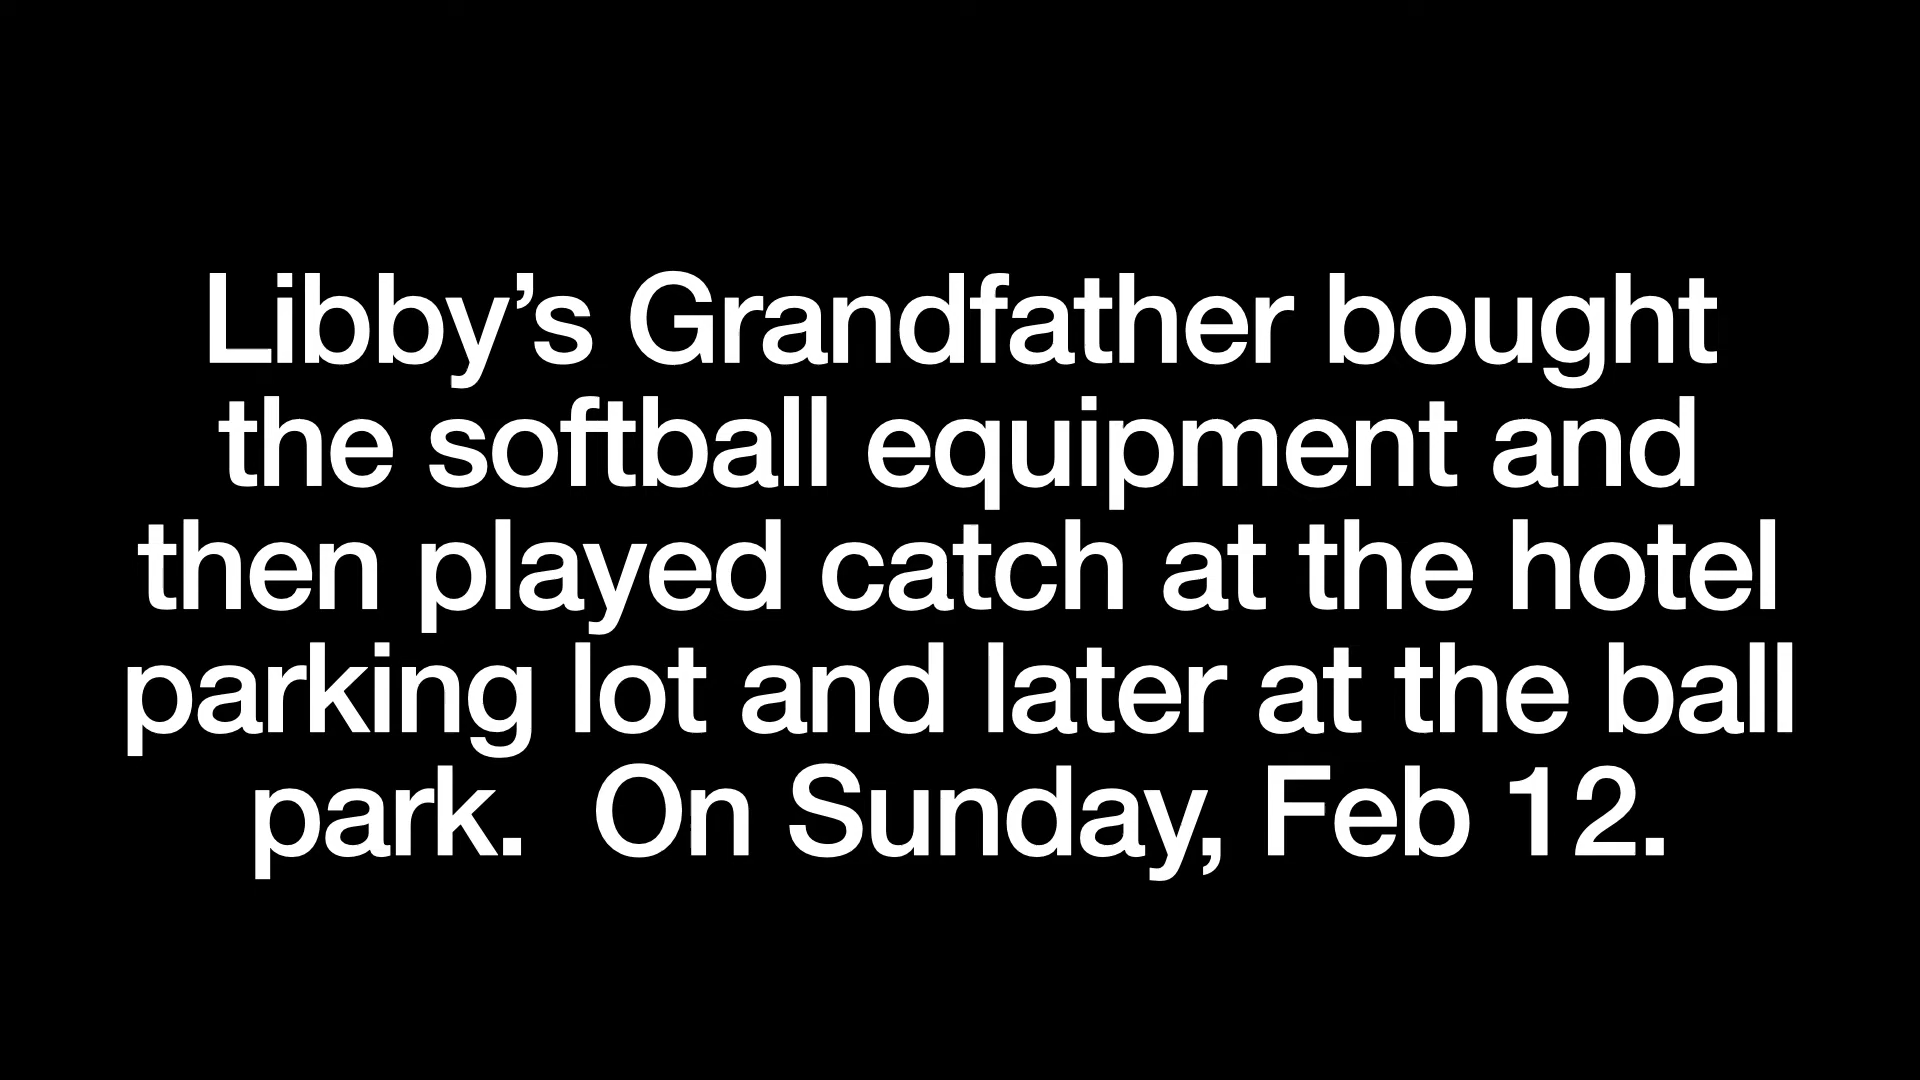 Libby’s Grandfather bought
the softball equipment and
then played catch at the hotel
parking lot and later at the ball
park.  On Sunday, Feb 12.